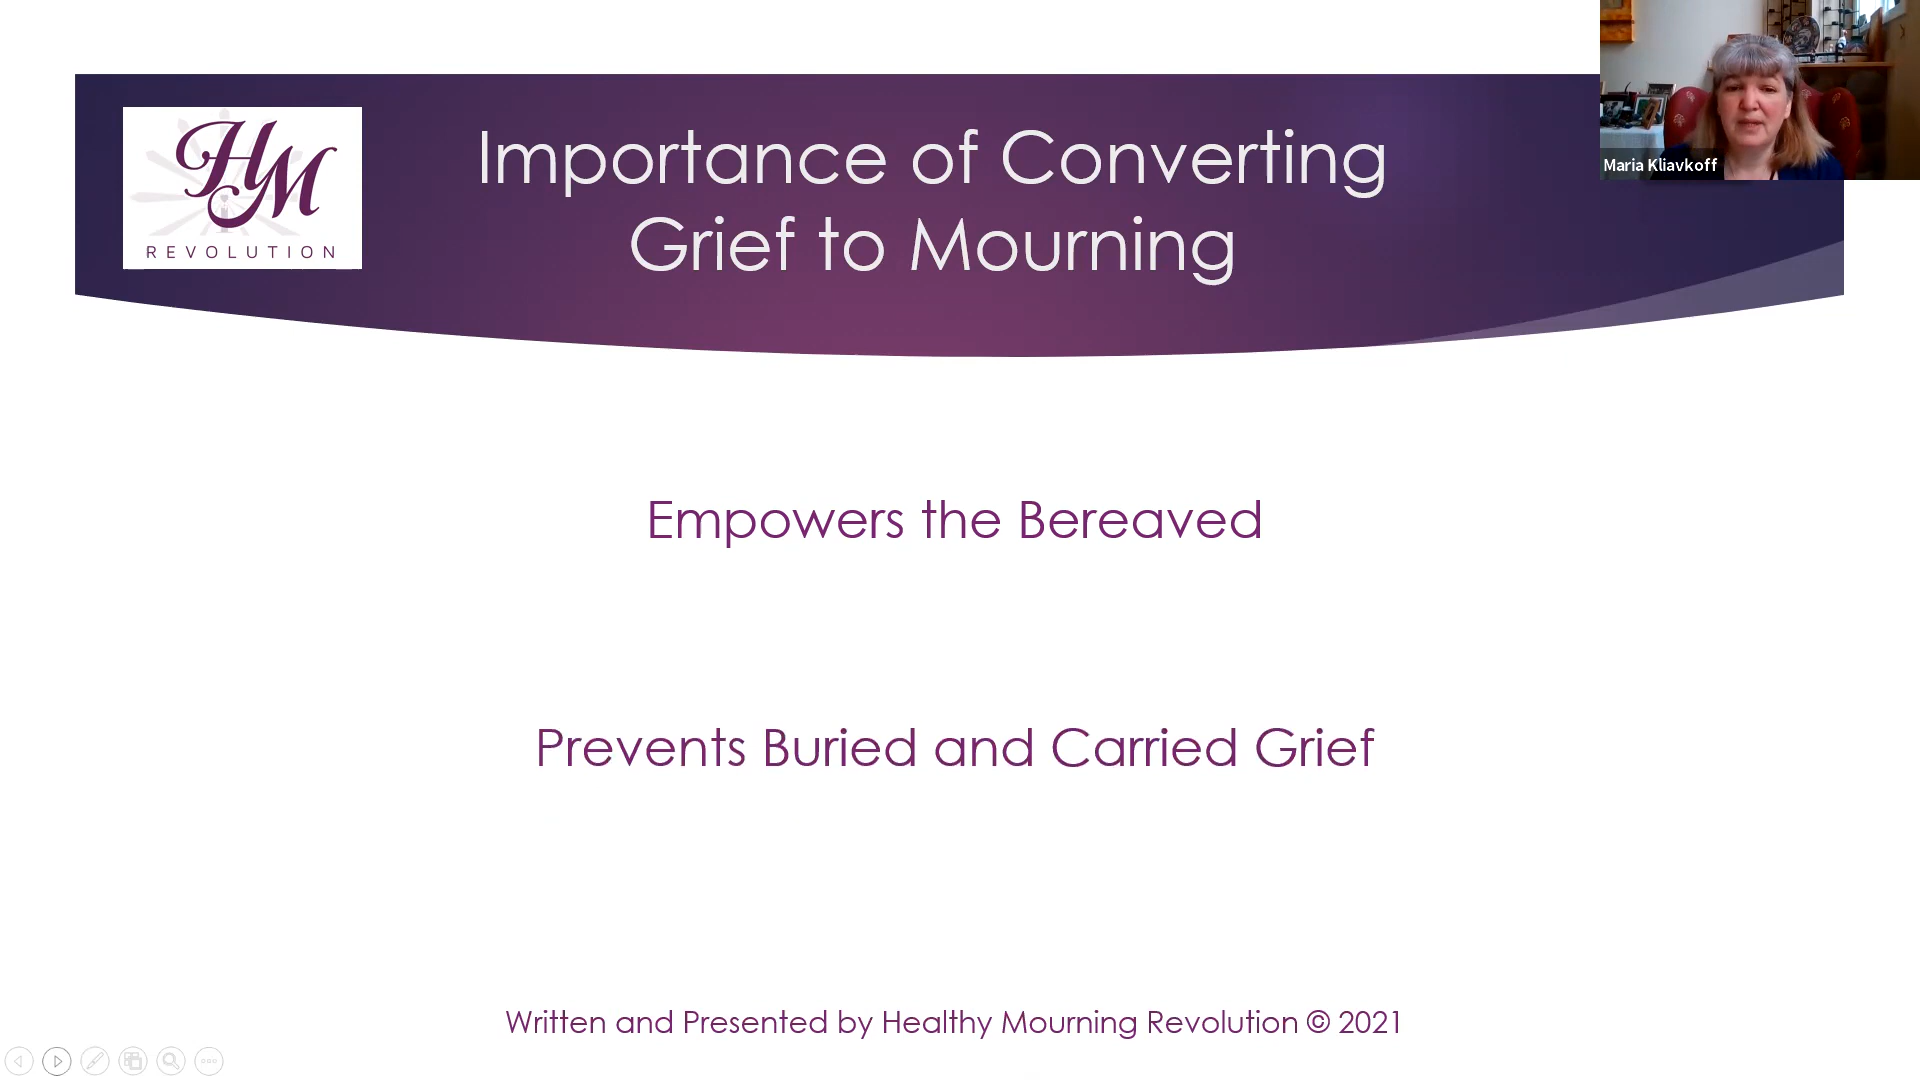 HM
REVOLUTION
Importance of Converting
Grief to Mourning
Maria Kliavkoff
Empowers the Bereaved
Prevents Buried and Carried Grief
Written and Presented by Healthy Mourning Revolution © 2021